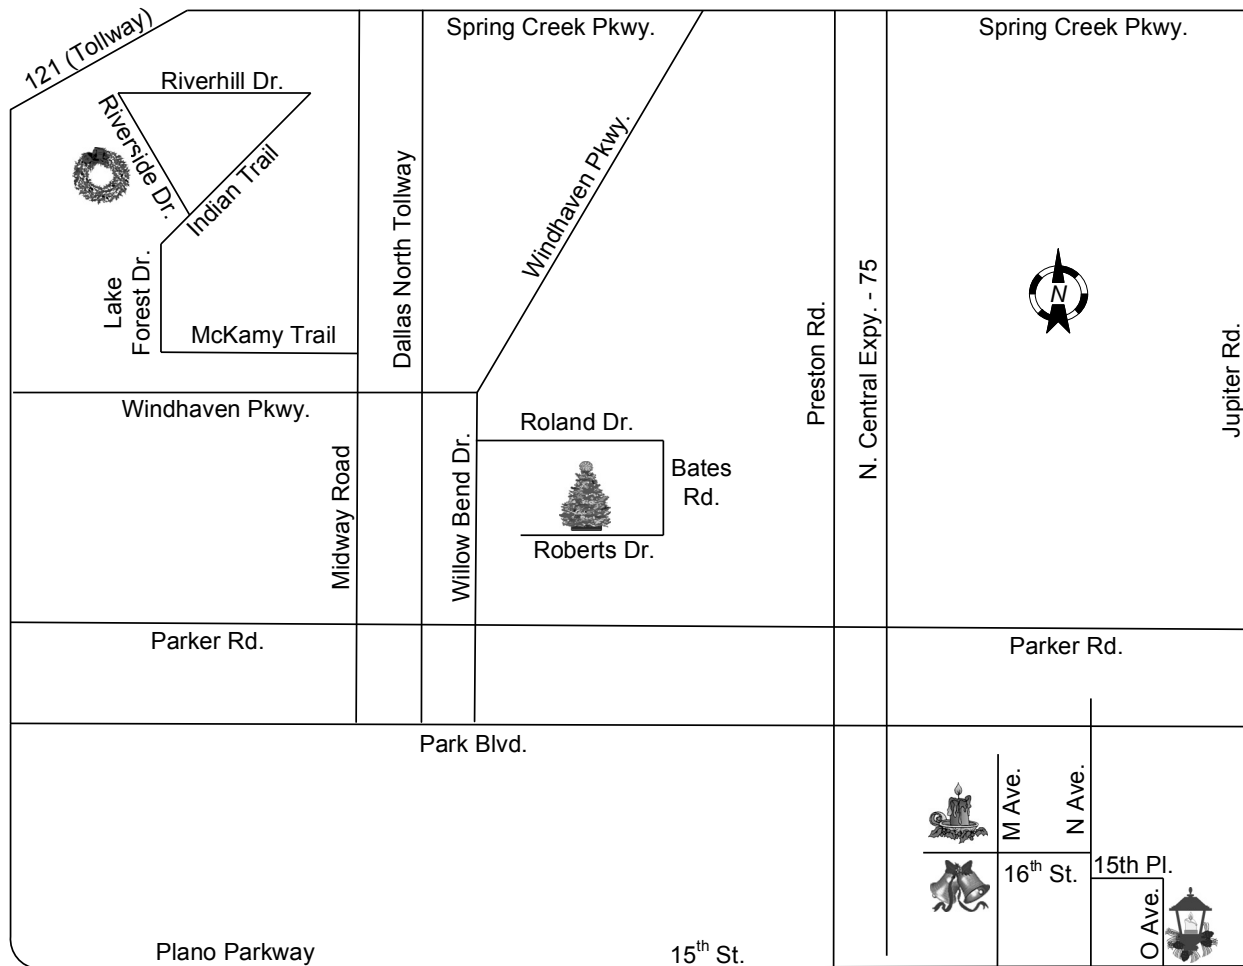 121 (Tollway)
Spring Creek Pkwy.
Spring Creek Pkwy.
Riverhill Dr.
Riverside Dr.
Indian Trail
Windhaven Pkwy.
Dallas North Tollway
Lake
Forest Dr.
McKamy Trail
Preston Rd.
N. Central Expy. - 75
N
Jupiter Rd.
Windhaven Pkwy.
Midway Road
Willow Bend Dr.
Roland Dr.
Bates
Rd.
Roberts Dr.
Parker Rd.
Parker Rd.
Park Blvd.
M Ave.
N Ave.
16th St.
15th Pl.
O Ave.
Plano Parkway
15th St.